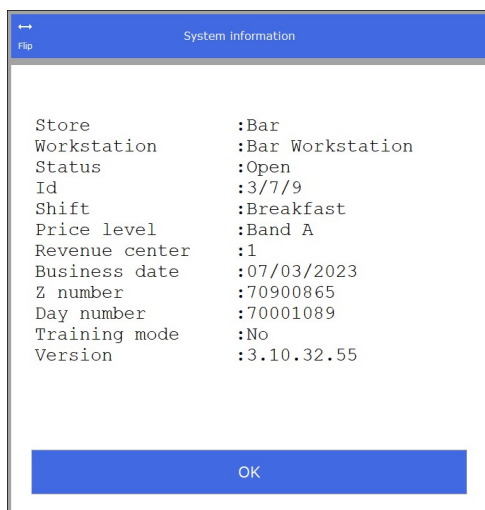 ↔
System information
Flip
Store :Bar
Workstation :Bar Workstation
Status :Open
Id :3/7/9
Shift :Breakfast
Price level :Band A
Revenue center :1
Business date :07/03/2023
Z number :70900865
Day number :70001089
Training mode :No
Version :3.10.32.55
OK